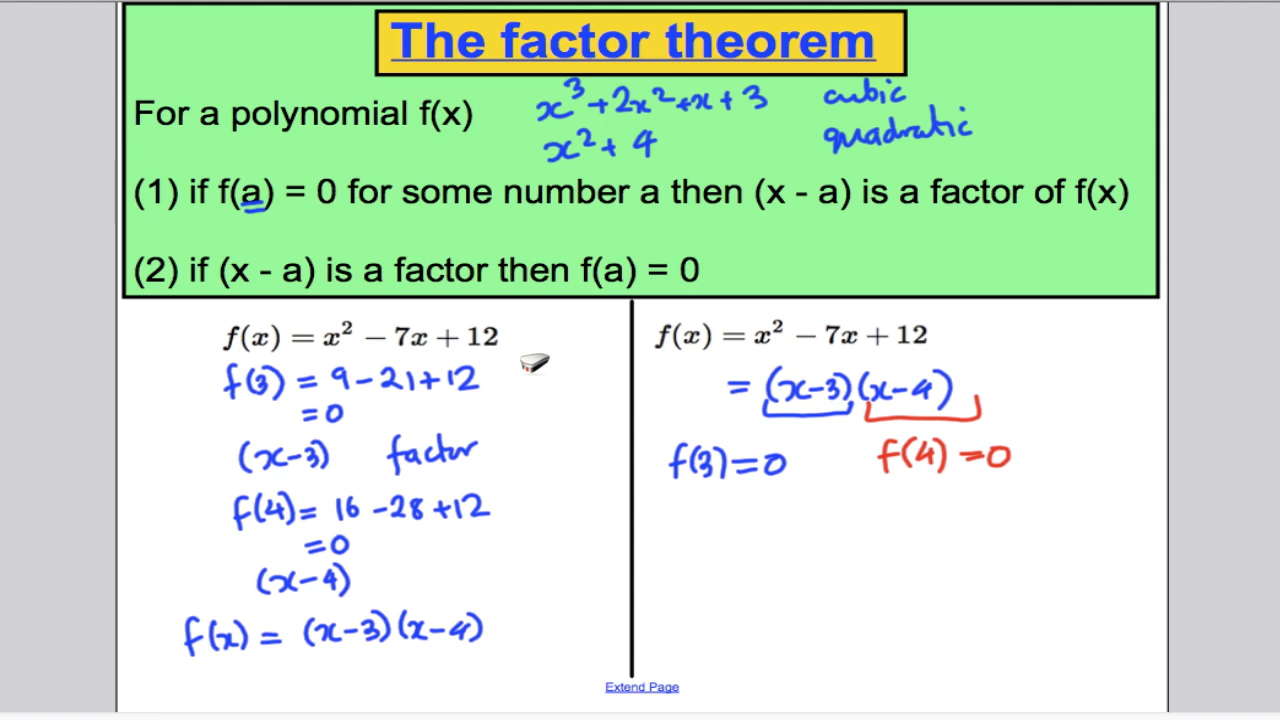 The factor theorem
For a polynomial f(x) x³+2x²+x+3 cubic
x²+4 quadratic
(1) if f(a) = 0 for some number a then (x - a) is a factor of f(x)
(2) if (x - a) is a factor then f(a) = 0
f(x) = x² − 7x + 12
f(3) = 9-21+12
=0
(x-3) factor
f(4)= 16 -28+12
=0
(x-4)
f(x) = (x-3)(x-4)
f(x) = x² − 7x + 12
= (x-3)(x-4)
f(3)=0 f(4)=0
Extend Page